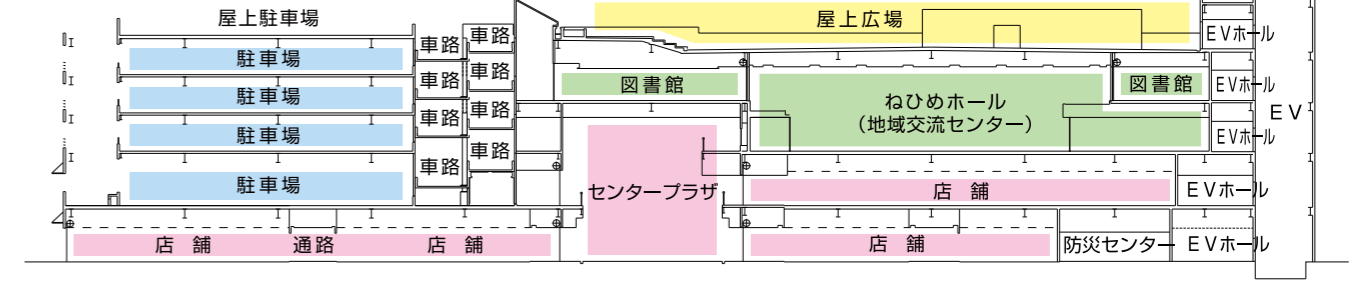 屋上駐車場
屋上広場
車路
車路
EVホール
駐車場
車路
車路
図書館
図書館
EVホール
駐車場
ねひめホール
（地域交流センター）
EV
車路
車路
駐車場
EVホール
車路
車路
駐車場
センタープラザ
店舗
EVホール
店舗
通路
店舗
店舗
防災センター
EVホール